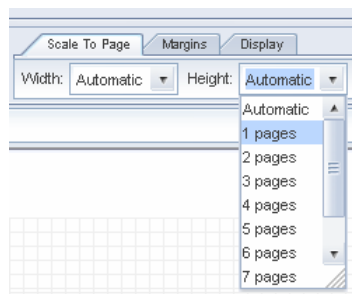 Scale To Page Margins Display
Width: Automatic Height: Automatic
Automatic
1 pages
2 pages
3 pages
4 pages
5 pages
6 pages
7 pages